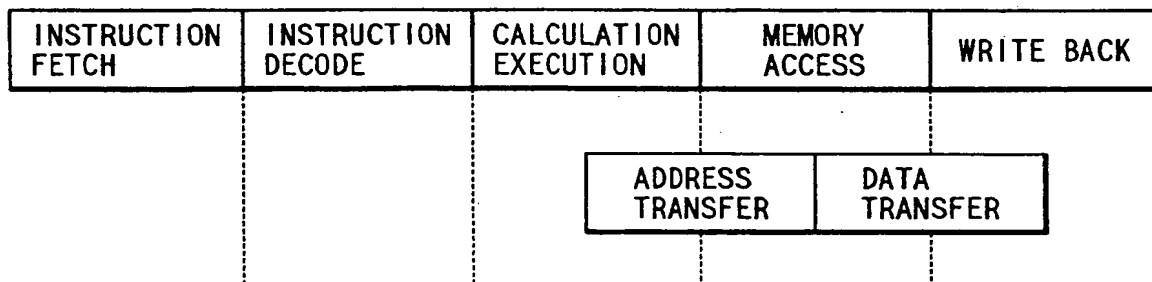 INSTRUCTION FETCH
INSTRUCTION DECODE
CALCULATION EXECUTION
MEMORY ACCESS
WRITE BACK
ADDRESS TRANSFER
DATA TRANSFER